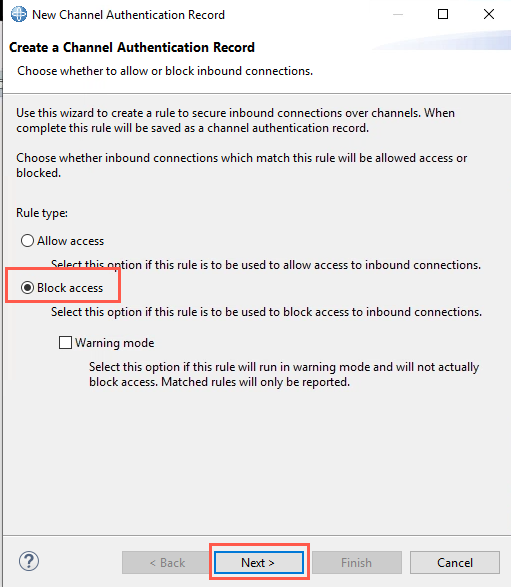 New Channel Authentication Record
Create a Channel Authentication Record
Choose whether to allow or block inbound connections.
Use this wizard to create a rule to secure inbound connections over channels. When
complete this rule will be saved as a channel authentication record.
Choose whether inbound connections which match this rule will be allowed access or
blocked.
Rule type:
Allow access
Select this option if this rule is to be used to allow access to inbound connections.
Block access
Select this option if this rule is to be used to block access to inbound connections.
Warning mode
Select this option if this rule will run in warning mode and will not actually
block access. Matched rules will only be reported.
? < Back Next > Finish Cancel